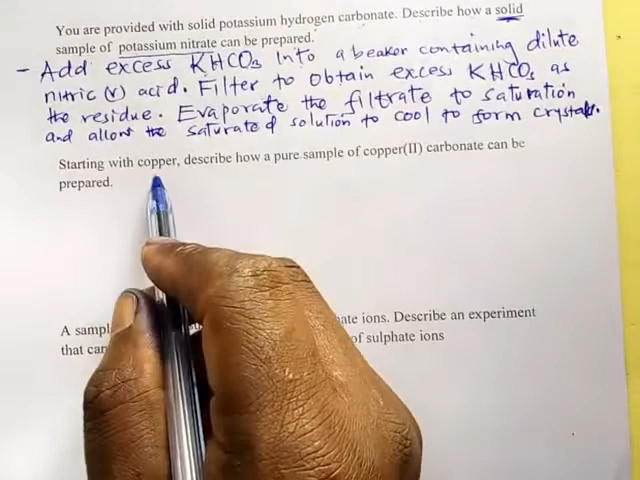 You are provided with solid potassium hydrogen carbonate. Describe how a solid
sample of potassium nitrate can be prepared.
- Add excess KHCO₃ into a beaker containing dilute
nitric (v) acid. Filter to obtain excess KHCO₃ as
the residue. Evaporate the filtrate to saturation
and allow the saturated solution to cool to form crystals.
Starting with copper, describe how a pure sample of copper(II) carbonate can be
prepared.
A sampl ate ions. Describe an experiment
that car of sulphate ions